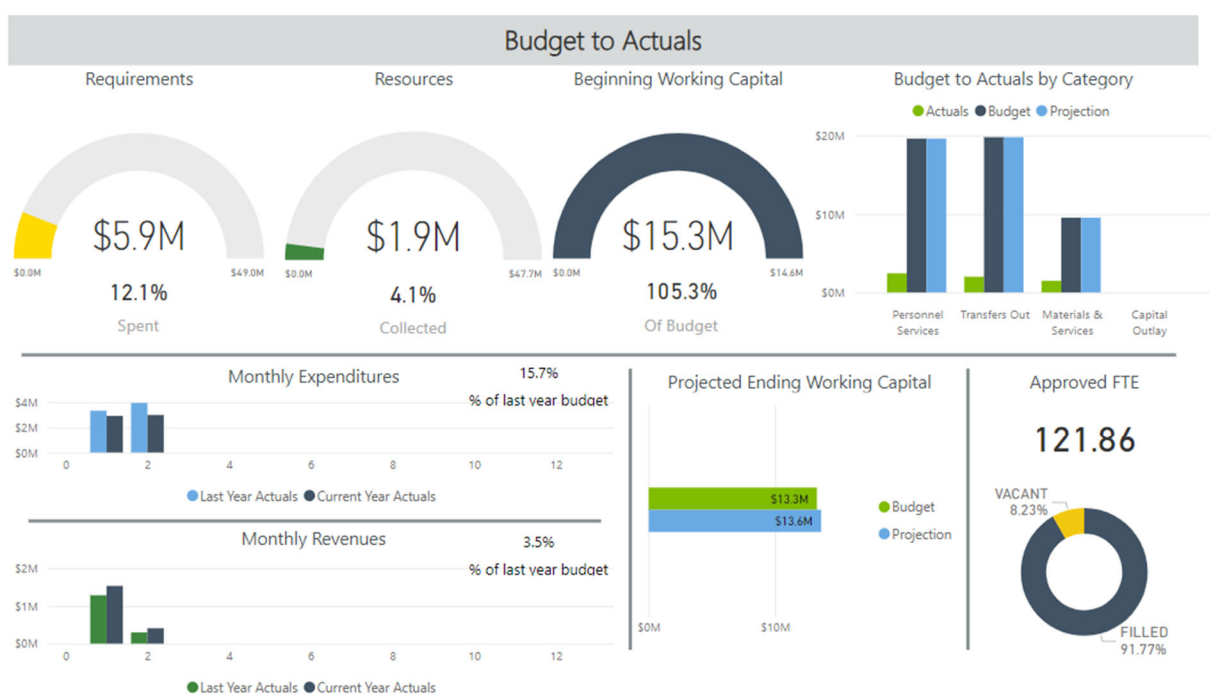 Budget to Actuals
Requirements
$5.9M
$0.0M
$49.0M
12.1%
Spent
Resources
$1.9M
$0.0M
$47.7M
4.1%
Collected
Beginning Working Capital
$15.3M
$0.0M
$14.6M
105.3%
Of Budget
Budget to Actuals by Category
Actuals Budget Projection
$20M
$10M
$0M
Personnel
Services
Transfers Out
Materials &
Services
Capital
Outlay
Monthly Expenditures
15.7%
% of last year budget
$4M
$2M
$0M
0 2 4 6 8 10 12
Last Year Actuals Current Year Actuals
Monthly Revenues
3.5%
% of last year budget
$2M
$1M
$0M
0 2 4 6 8 10 12
Last Year Actuals Current Year Actuals
Projected Ending Working Capital
$13.3M
$13.6M
Budget
Projection
$0M $10M
Approved FTE
121.86
VACANT
8.23%
FILLED
91.77%